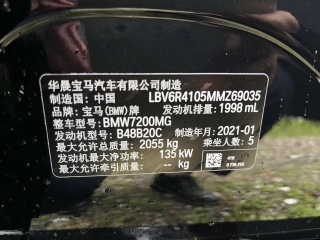 华晨宝马汽车有限公司制造
制造国：中国 LBV6R4105MMZ69035
品牌：宝马(BMW)牌 发动机排量：1998 mL
整车型号：BMW7200MG
发动机型号：B48B20C 制造年月：2021-01
最大允许总质量：2055 kg 乘坐人数：5
最大净功率：135 kW
最大允许牵引质量：-- kg